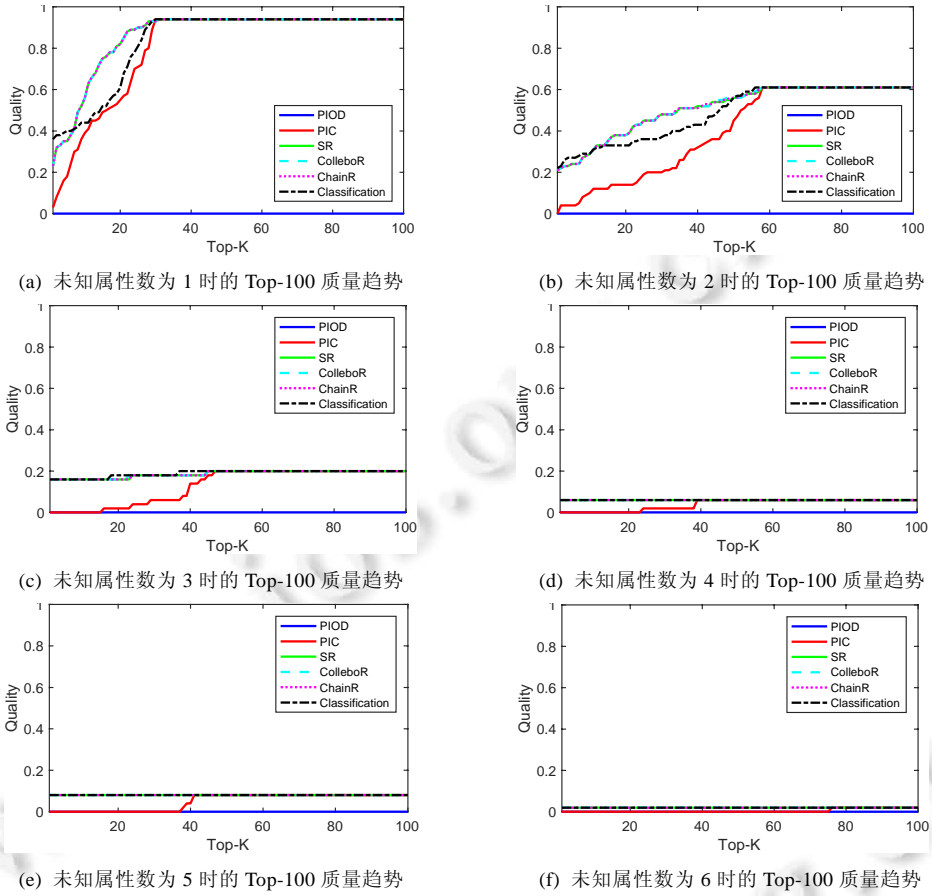 1
0.8
0.6
0.4
0.2
0
Quality
20 40 60 80 100
Top-K
PIOD
PIC
SR
ColleboR
ChainR
Classification
(a) 未知属性数为 1 时的 Top-100 质量趋势
1
0.8
0.6
0.4
0.2
0
Quality
20 40 60 80 100
Top-K
PIOD
PIC
SR
ColleboR
ChainR
Classification
(b) 未知属性数为 2 时的 Top-100 质量趋势
1
0.8
0.6
0.4
0.2
0
Quality
20 40 60 80 100
Top-K
PIOD
PIC
SR
ColleboR
ChainR
Classification
(c) 未知属性数为 3 时的 Top-100 质量趋势
1
0.8
0.6
0.4
0.2
0
Quality
20 40 60 80 100
Top-K
PIOD
PIC
SR
ColleboR
ChainR
Classification
(d) 未知属性数为 4 时的 Top-100 质量趋势
1
0.8
0.6
0.4
0.2
0
Quality
20 40 60 80 100
Top-K
PIOD
PIC
SR
ColleboR
ChainR
Classification
(e) 未知属性数为 5 时的 Top-100 质量趋势
1
0.8
0.6
0.4
0.2
0
Quality
20 40 60 80 100
Top-K
PIOD
PIC
SR
ColleboR
ChainR
Classification
(f) 未知属性数为 6 时的 Top-100 质量趋势